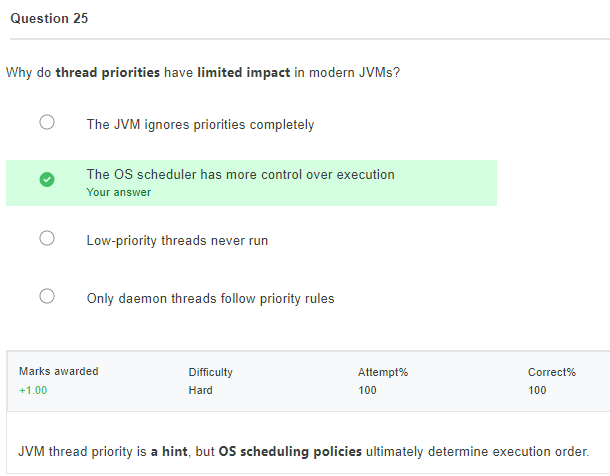 Question 25
Why do thread priorities have limited impact in modern JVMs?
The JVM ignores priorities completely
The OS scheduler has more control over execution
Your answer
Low-priority threads never run
Only daemon threads follow priority rules
Marks awarded Difficulty Attempt% Correct%
+1.00 Hard 100 100
JVM thread priority is a hint, but OS scheduling policies ultimately determine execution order.